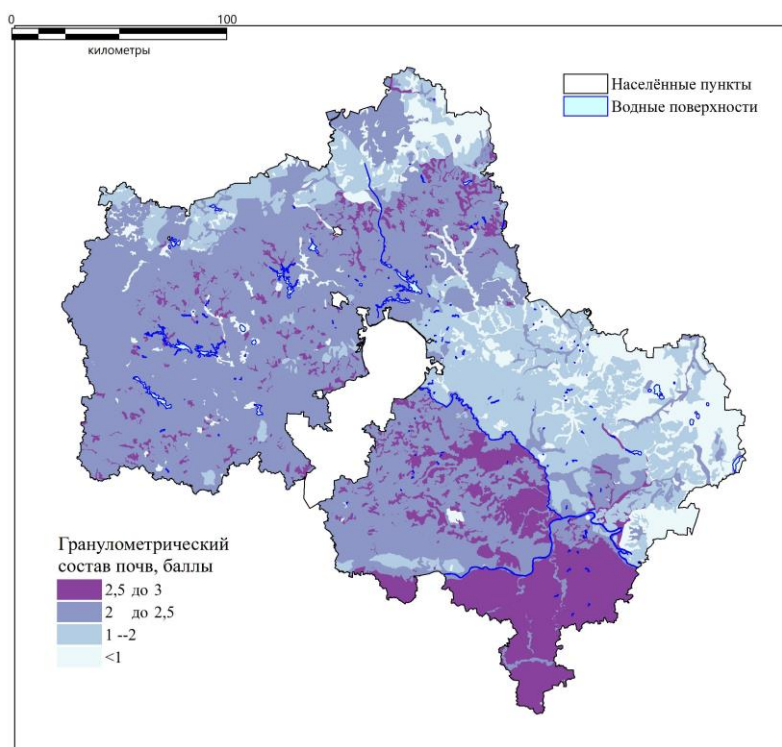 0 100
километры
Населённые пункты
Водные поверхности
Гранулометрический
состав почв, баллы
2,5 до 3
2 до 2,5
1 --2
<1